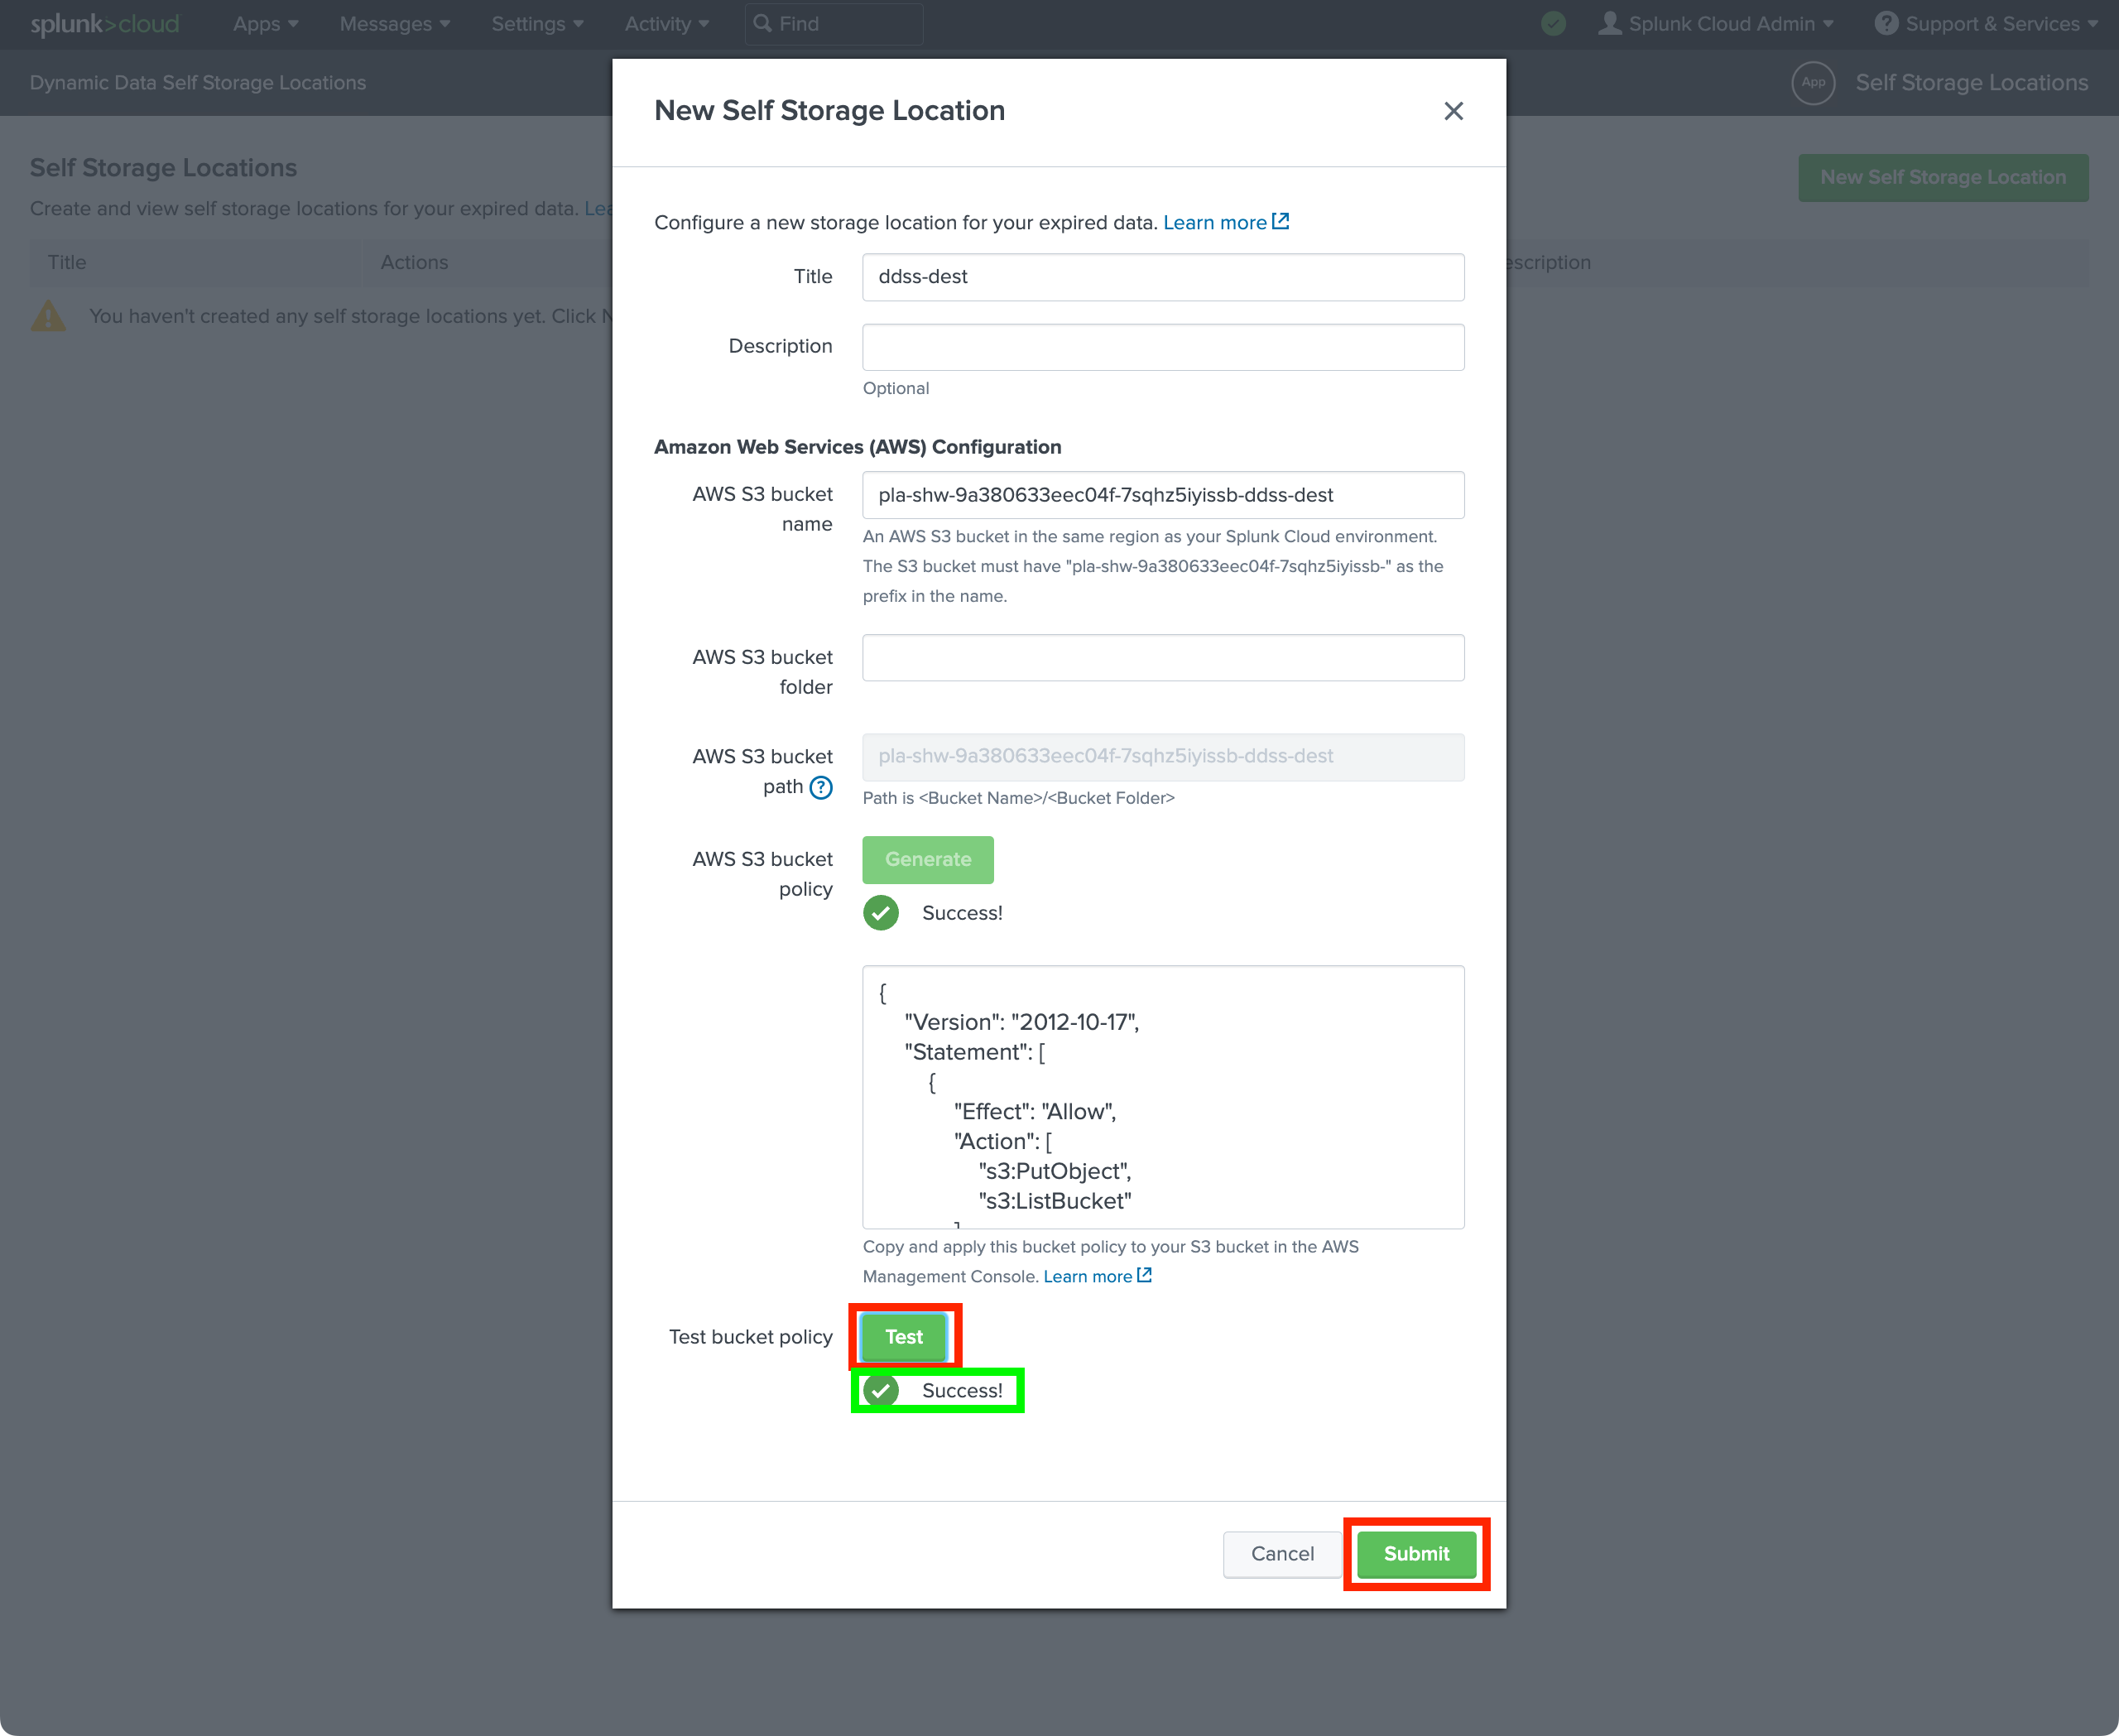 splunk>cloud Apps Messages Settings Activity Find Splunk Cloud Admin ? Support & Services
Dynamic Data Self Storage Locations
App Self Storage Locations
Self Storage Locations
Create and view self storage locations for your expired data.
New Self Storage Location
Title Actions
You haven't created any self storage locations yet. Click
New Self Storage Location
Configure a new storage location for your expired data. Learn more
Title ddss-dest
Description
Optional
Amazon Web Services (AWS) Configuration
AWS S3 bucket
name
pla-shw-9a380633eec04f-7sqhz5iyissb-ddss-dest
An AWS S3 bucket in the same region as your Splunk Cloud environment.
The S3 bucket must have "pla-shw-9a380633eec04f-7sqhz5iyissb-" as the
prefix in the name.
AWS S3 bucket
folder
AWS S3 bucket
path ?
pla-shw-9a380633eec04f-7sqhz5iyissb-ddss-dest
Path is <Bucket Name>/<Bucket Folder>
AWS S3 bucket
policy
Generate
Success!
{
"Version": "2012-10-17",
"Statement": [
{
"Effect": "Allow",
"Action": [
"s3:PutObject",
"s3:ListBucket"
Copy and apply this bucket policy to your S3 bucket in the AWS
Management Console. Learn more
Test bucket policy Test
Success!
Cancel Submit